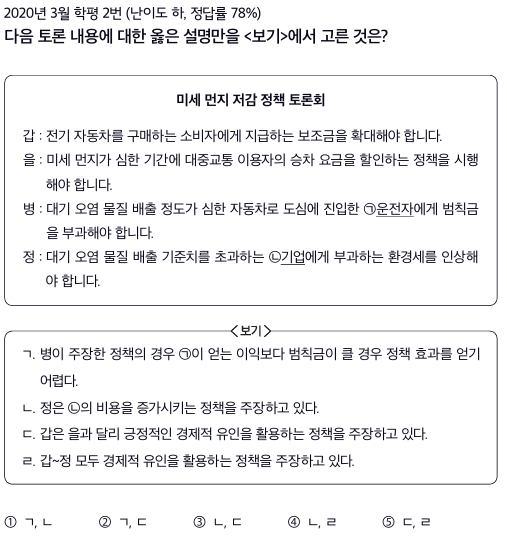 2020년 3월 학평 2번 (난이도 하, 정답률 78%)
다음 토론 내용에 대한 옳은 설명만을 <보기>에서 고른 것은?
미세 먼지 저감 정책 토론회
갑 : 전기 자동차를 구매하는 소비자에게 지급하는 보조금을 확대해야 합니다.
을 : 미세 먼지가 심한 기간에 대중교통 이용자의 승차 요금을 할인하는 정책을 시행
해야 합니다.
병 : 대기 오염 물질 배출 정도가 심한 자동차로 도심에 진입한 ㉠운전자에게 범칙금
을 부과해야 합니다.
정 : 대기 오염 물질 배출 기준치를 초과하는 ㉡기업에게 부과하는 환경세를 인상해
야 합니다.
<보기>
ㄱ. 병이 주장한 정책의 경우 ㉠이 얻는 이익보다 범칙금이 클 경우 정책 효과를 얻기
어렵다.
ㄴ. 정은 ㉡의 비용을 증가시키는 정책을 주장하고 있다.
ㄷ. 갑은 을과 달리 긍정적인 경제적 유인을 활용하는 정책을 주장하고 있다.
ㄹ. 갑~정 모두 경제적 유인을 활용하는 정책을 주장하고 있다.
① ㄱ, ㄴ ② ㄱ, ㄷ ③ ㄴ, ㄷ ④ ㄴ, ㄹ ⑤ ㄷ, ㄹ